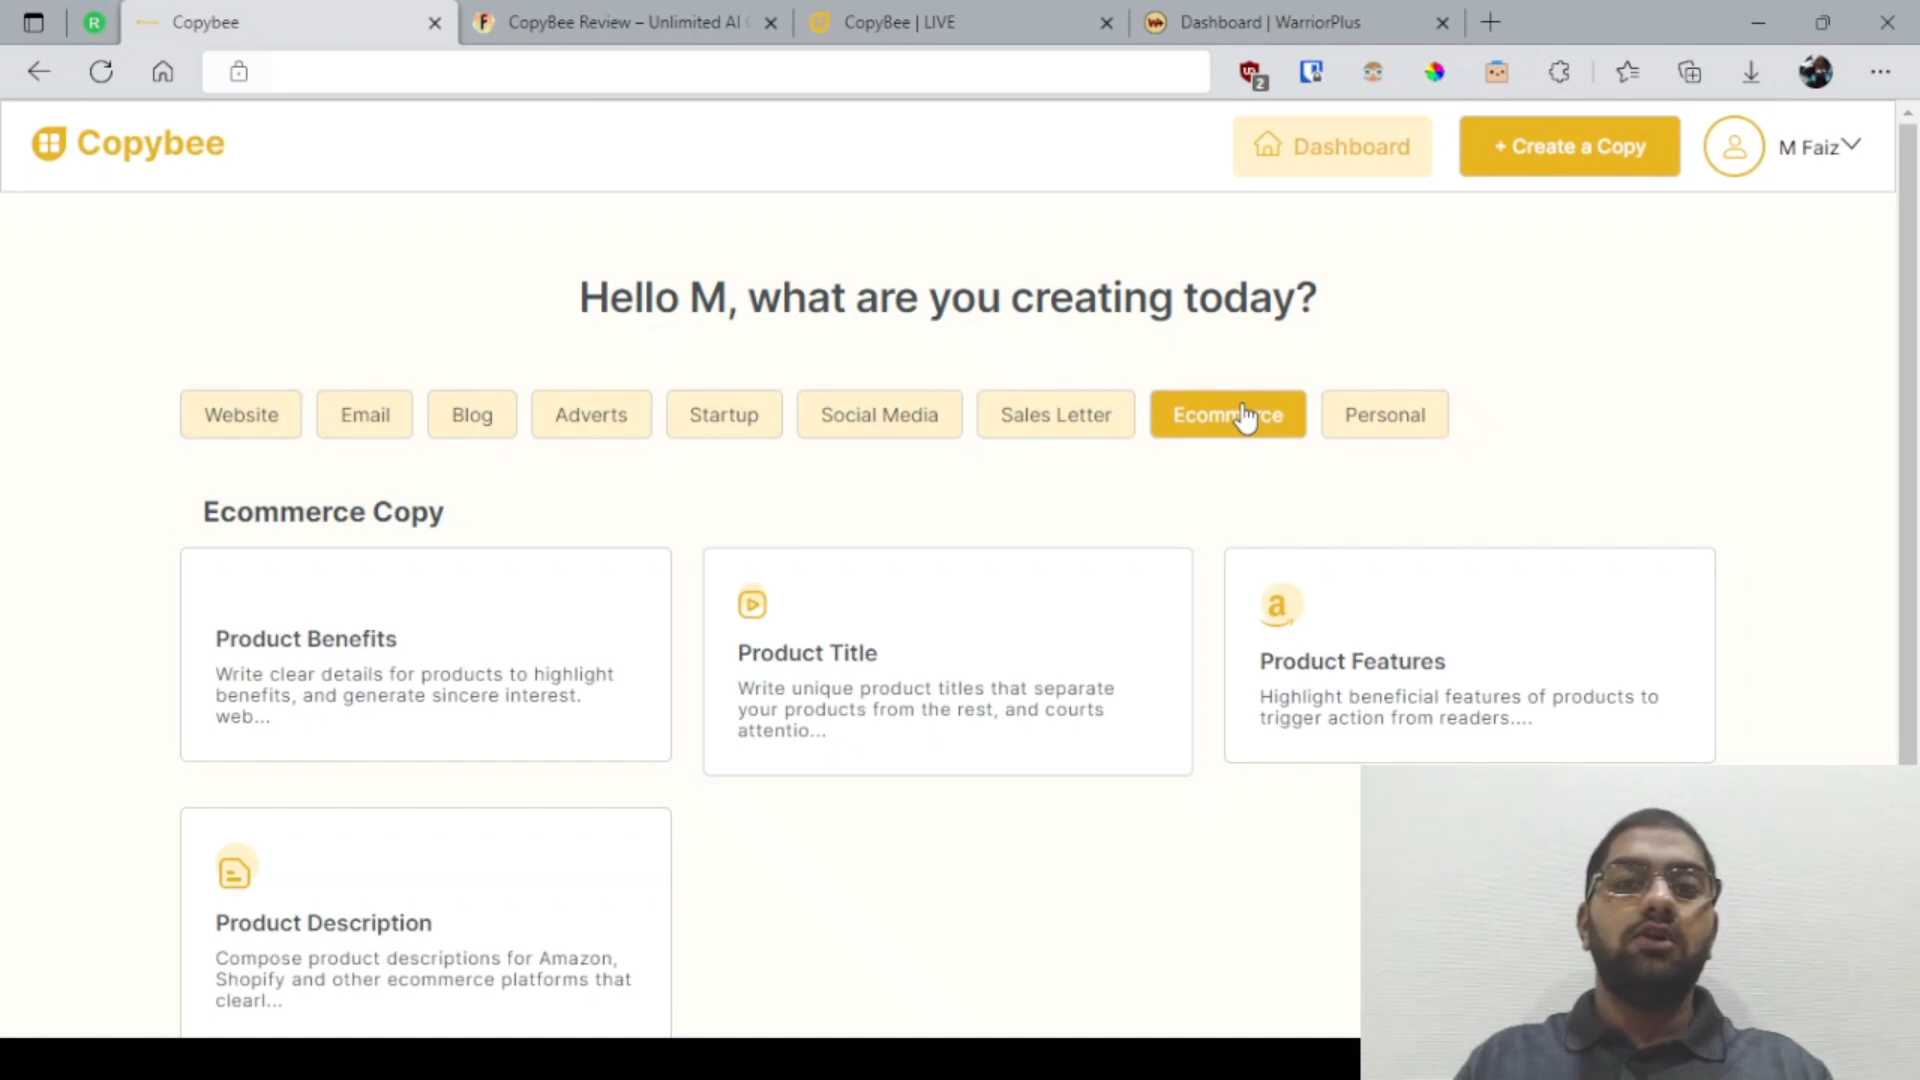 Copybee
CopyBee Review – Unlimited AI
CopyBee | LIVE
Dashboard | WarriorPlus
2
Copybee
Dashboard
+ Create a Copy
M Faiz
Hello M, what are you creating today?
Website
Email
Blog
Adverts
Startup
Social Media
Sales Letter
Ecommerce
Personal
Ecommerce Copy
Product Benefits
Write clear details for products to highlight
benefits, and generate sincere interest.
web...
Product Title
Write unique product titles that separate
your products from the rest, and courts
attentio...
Product Features
Highlight beneficial features of products to
trigger action from readers....
Product Description
Compose product descriptions for Amazon,
Shopify and other ecommerce platforms that
clearl...